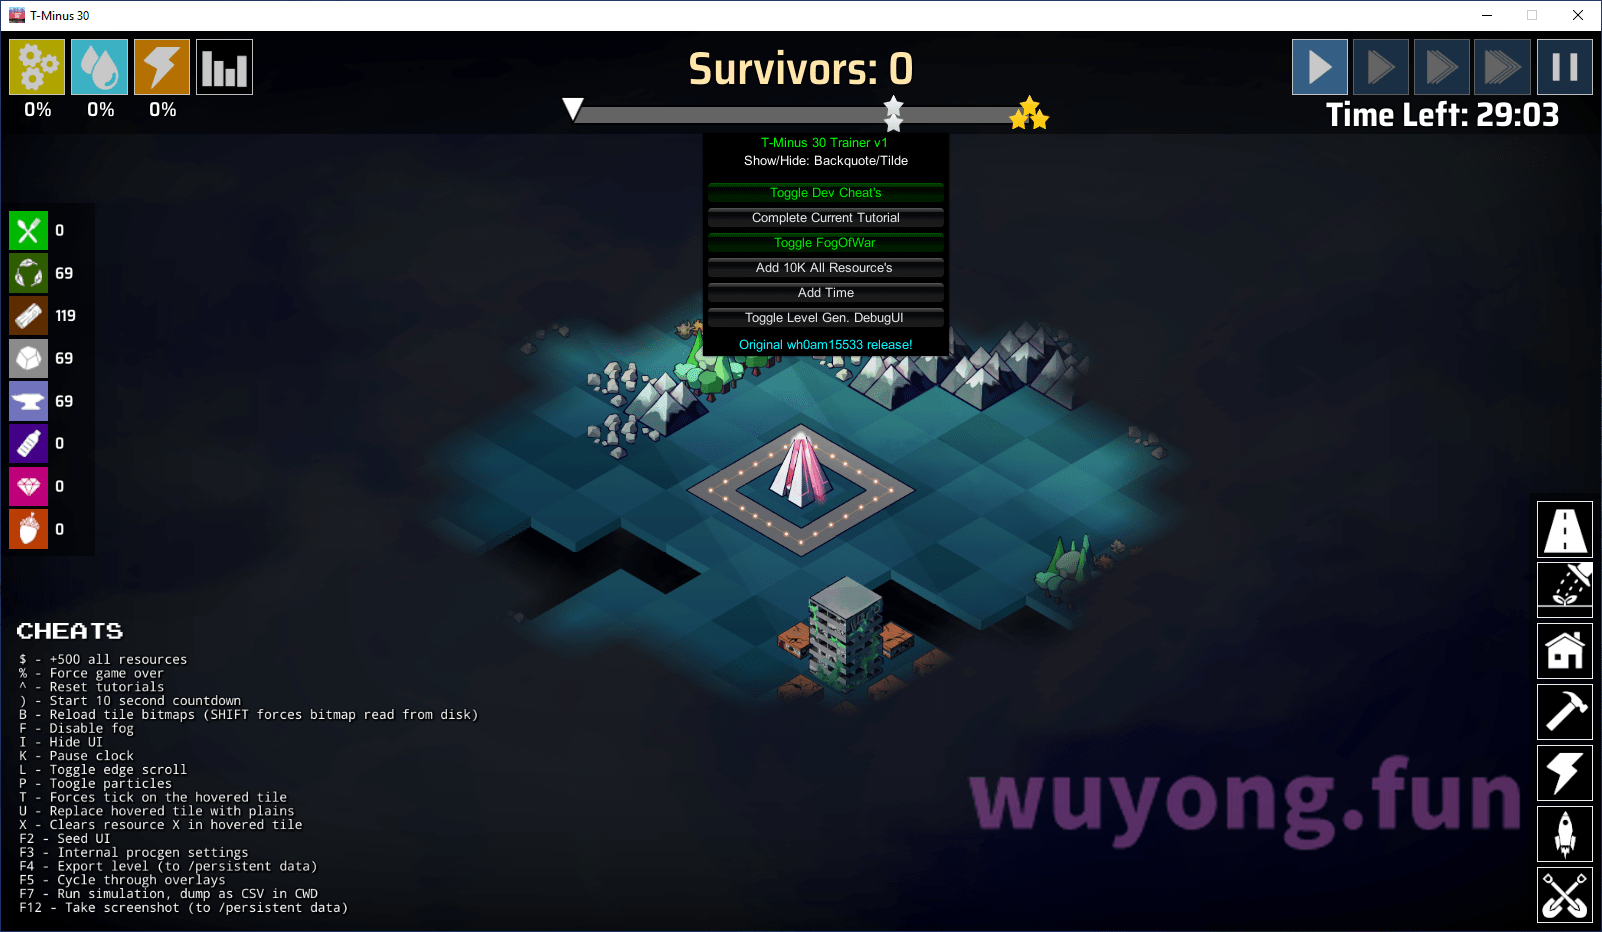 T-Minus 30
Survivors: 0
0%
0%
0%
Time Left: 29:03
T-Minus 30 Trainer v1
Show/Hide: Backquote/Tilde
Toggle Dev Cheat's
Complete Current Tutorial
Toggle FogOfWar
Add 10K All Resource's
Add Time
Toggle Level Gen. DebugUI
Original wh0am15533 release!
0
69
119
69
69
0
0
0
CHEATS
$ - +500 all resources
% - Force game over
^ - Reset tutorials
) - Start 10 second countdown
B - Reload tile bitmaps (SHIFT forces bitmap read from disk)
F - Disable fog
I - Hide UI
K - Pause clock
L - Toggle edge scroll
P - Toogle particles
T - Forces tick on the hovered tile
U - Replace hovered tile with plains
X - Clears resource X in hovered tile
F2 - Seed UI
F3 - Internal procgen settings
F4 - Export level (to /persistent data)
F5 - Cycle through overlays
F7 - Run simulation, dump as CSV in CWD
F12 - Take screenshot (to /persistent data)
wuyong.fun